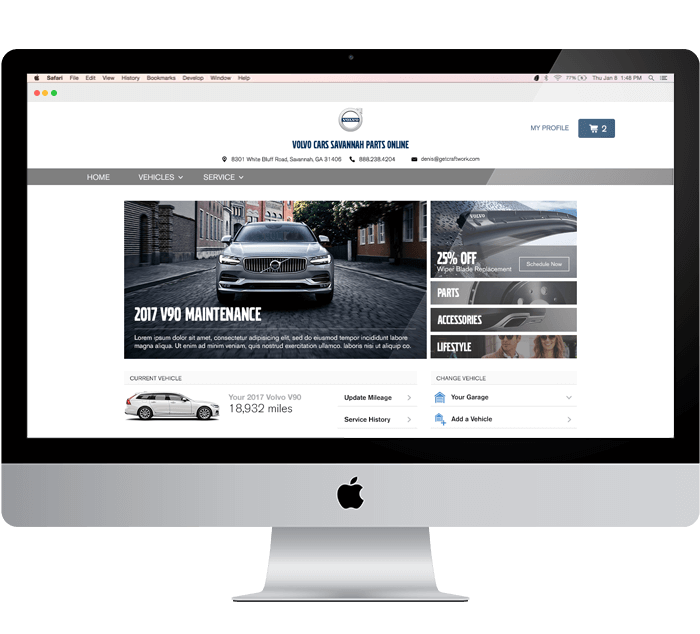 Safari File Edit View History Bookmarks Develop Window Help 77% Thu Jan 8 1:48 PM
VOLVO
VOLVO CARS SAVANNAH PARTS ONLINE
8301 White Bluff Road, Savannah, GA 31406 888.238.4204 denis@getcraftwork.com
MY PROFILE 2
HOME VEHICLES SERVICE
2017 V90 MAINTENANCE
Lorem ipsum dolor sit amet, consectetur adipisicing elit, sed do eiusmod tempor incididunt labore
magna aliqua. Ut enim ad minim veniam, quis nostrud exercitation ullamco. laboris nisi ut aliquip co.
VOLVO
25% OFF
Wiper Blade Replacement
Schedule Now
PARTS
ACCESSORIES
LIFESTYLE
CURRENT VEHICLE
Your 2017 Volvo V90
18,932 miles
Update Mileage
Service History
CHANGE VEHICLE
Your Garage
Add a Vehicle